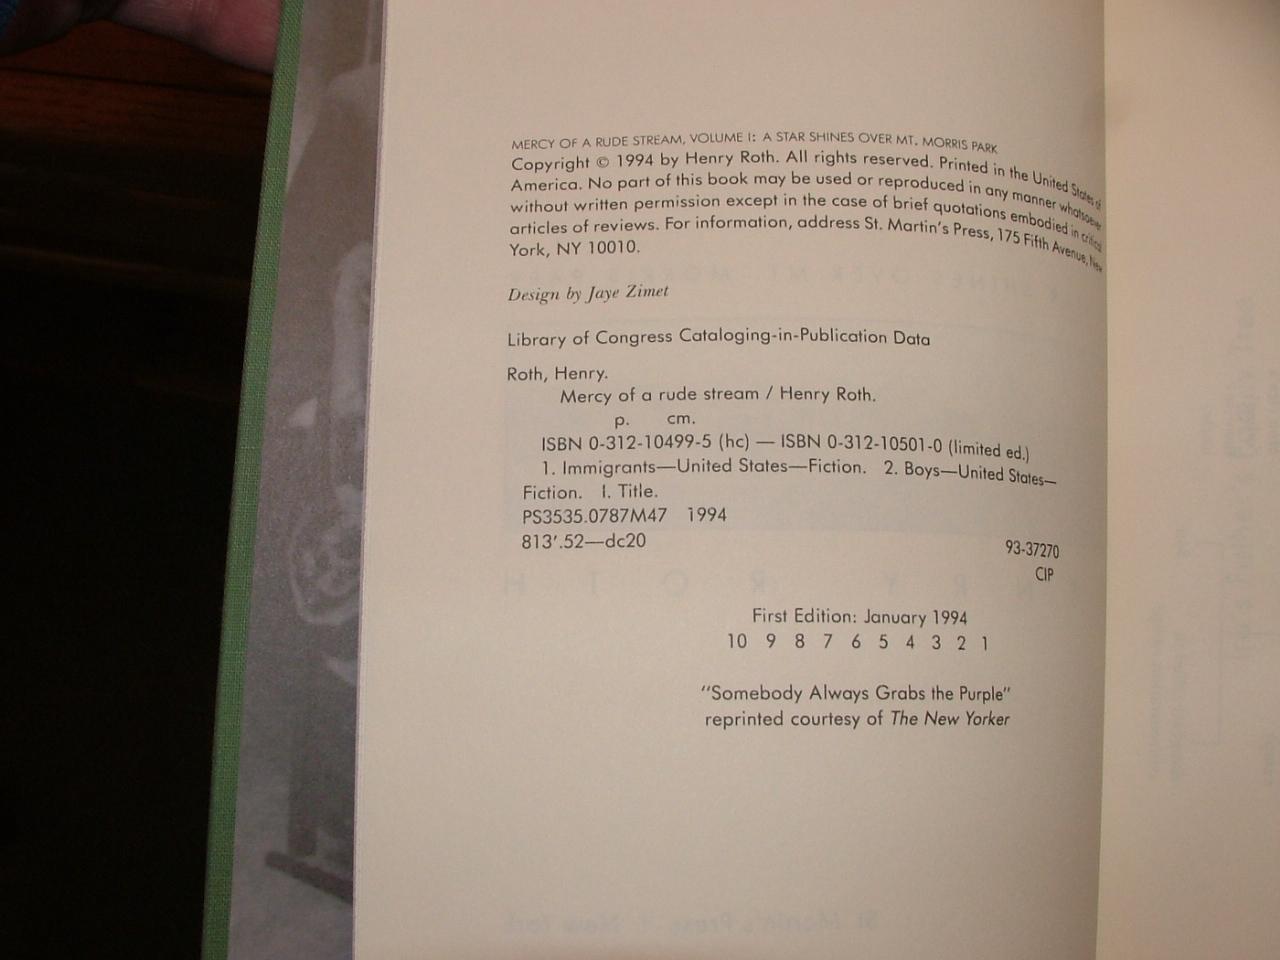 MERCY OF A RUDE STREAM, VOLUME I: A STAR SHINES OVER MT. MORRIS PARK
Copyright © 1994 by Henry Roth. All rights reserved. Printed in the United States of
America. No part of this book may be used or reproduced in any manner whatsoever
without written permission except in the case of brief quotations embodied in critical
articles of reviews. For information, address St. Martin's Press, 175 Fifth Avenue, New
York, NY 10010.
Design by Jaye Zimet
Library of Congress Cataloging-in-Publication Data
Roth, Henry.
Mercy of a rude stream / Henry Roth.
p. cm.
ISBN 0-312-10499-5 (hc) — ISBN 0-312-10501-0 (limited ed.)
1. Immigrants—United States—Fiction. 2. Boys—United States—
Fiction. I. Title.
PS3535.0787M47 1994
813'.52—dc20 93-37270
CIP
First Edition: January 1994
10 9 8 7 6 5 4 3 2 1
"Somebody Always Grabs the Purple"
reprinted courtesy of The New Yorker